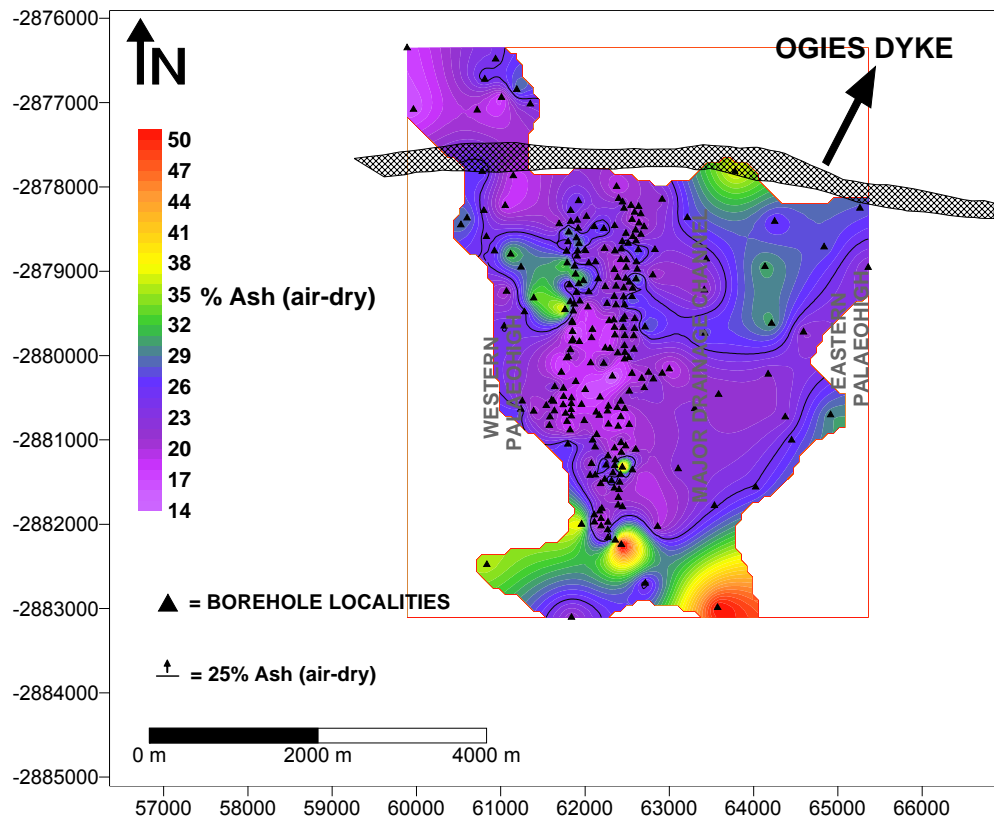 -2876000
-2877000
-2878000
-2879000
-2880000
-2881000
-2882000
-2883000
-2884000
-2885000
N
OGIES DYKE
50
47
44
41
38
35
32
29
26
23
20
17
14
% Ash (air-dry)
WESTERN
PALAEOHIGH
MAJOR DRAINAGE CHANNEL
EASTERN
PALAEOHIGH
= BOREHOLE LOCALITIES
= 25% Ash (air-dry)
0 m
2000 m
4000 m
57000
58000
59000
60000
61000
62000
63000
64000
65000
66000